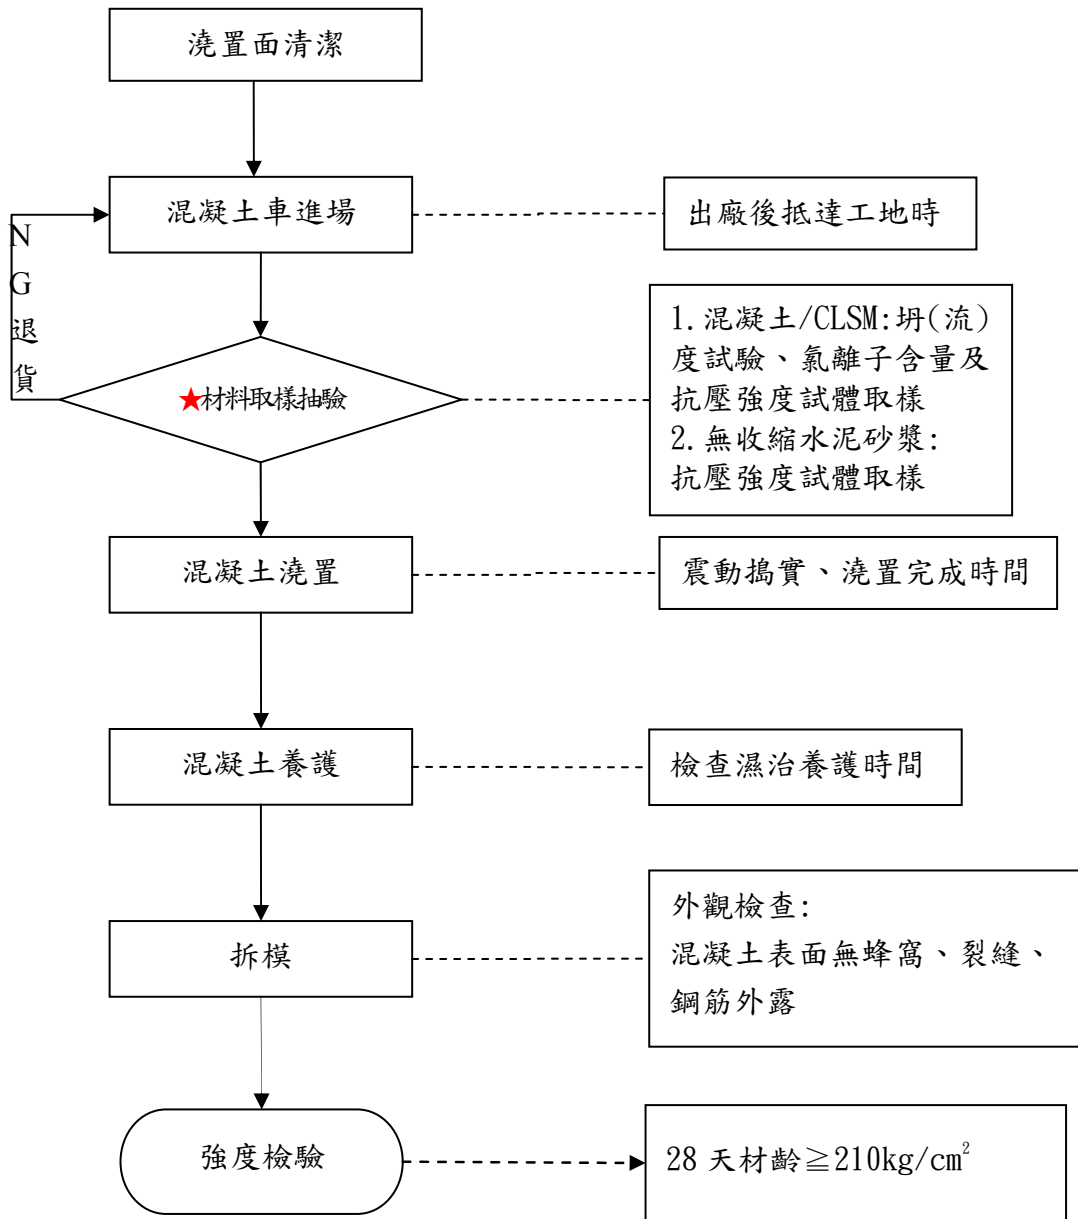 澆置面清潔
混凝土車進場
出廠後抵達工地時
N
G
退
貨
★材料取樣抽驗
1.混凝土/CLSM:坍(流)
度試驗、氯離子含量及
抗壓強度試體取樣
2.無收縮水泥砂漿:
抗壓強度試體取樣
混凝土澆置
震動搗實、澆置完成時間
混凝土養護
檢查濕治養護時間
拆模
外觀檢查:
混凝土表面無蜂窩、裂縫、
鋼筋外露
強度檢驗
28 天材齡≧210kg/cm²